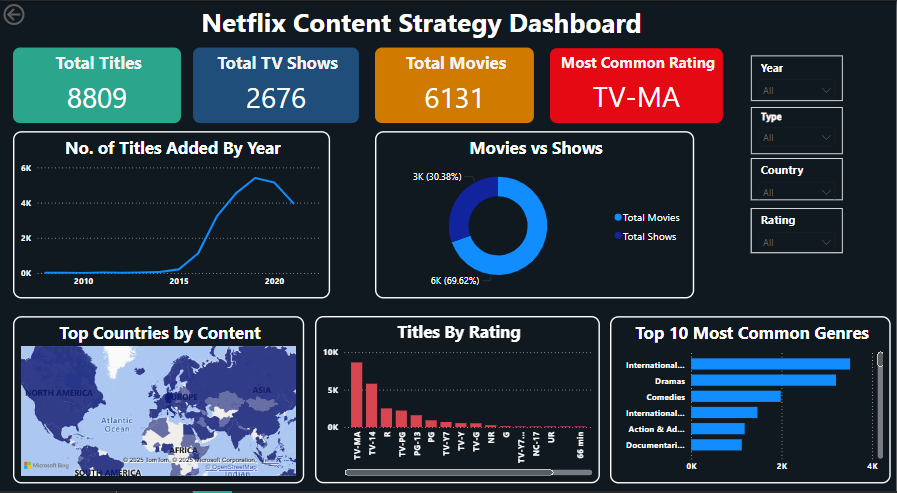 Netflix Content Strategy Dashboard
Total Titles
8809
Total TV Shows
2676
Total Movies
6131
Most Common Rating
TV-MA
Year
All
Type
All
Country
All
Rating
All
No. of Titles Added By Year
6K
4K
2K
0K
2010
2015
2020
Movies vs Shows
3K (30.38%)
6K (69.62%)
Total Movies
Total Shows
Top Countries by Content
NORTH AMERICA
EUROPE
ASIA
Atlantic
Ocean
AFRICA
Microsoft Bing
© 2025 TomTom, © 2025 Microsoft Corporation,
© OpenStreetMap
SOUTH AMERICA
Indian
Titles By Rating
10K
5K
0K
TV-MA
TV-14
R
TV-PG
PG-13
PG
TV-Y7
TV-Y
TV-G
NR
G
TV-Y7...
NC-17
UR
66 min
Top 10 Most Common Genres
International...
Dramas
Comedies
International...
Action & Ad...
Documentari...
0K
2K
4K